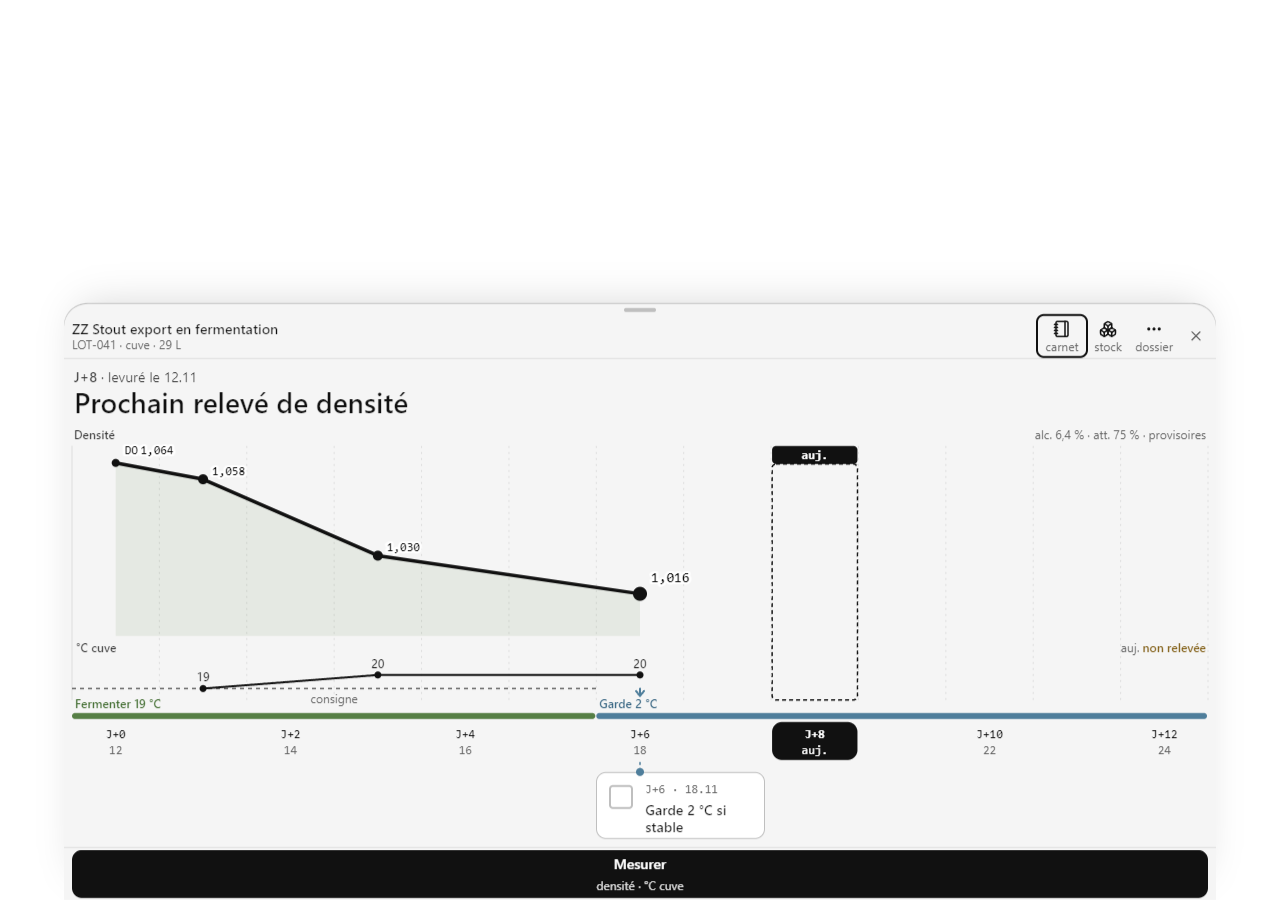 ZZ Stout export en fermentation
LOT-041 · cuve · 29 L
carnet
stock
dossier
J+8 · levuré le 12.11
Prochain relevé de densité
Densité
alc. 6,4 % · att. 75 % · provisoires
auj.
DO 1,064
1,058
1,030
1,016
°C cuve
auj. non relevée
19
20
20
consigne
Fermenter 19 °C
Garde 2 °C
J+0
12
J+2
14
J+4
16
J+6
18
J+8
auj.
J+10
22
J+12
24
J+6 · 18.11
Garde 2 °C si
stable
Mesurer
densité · °C cuve